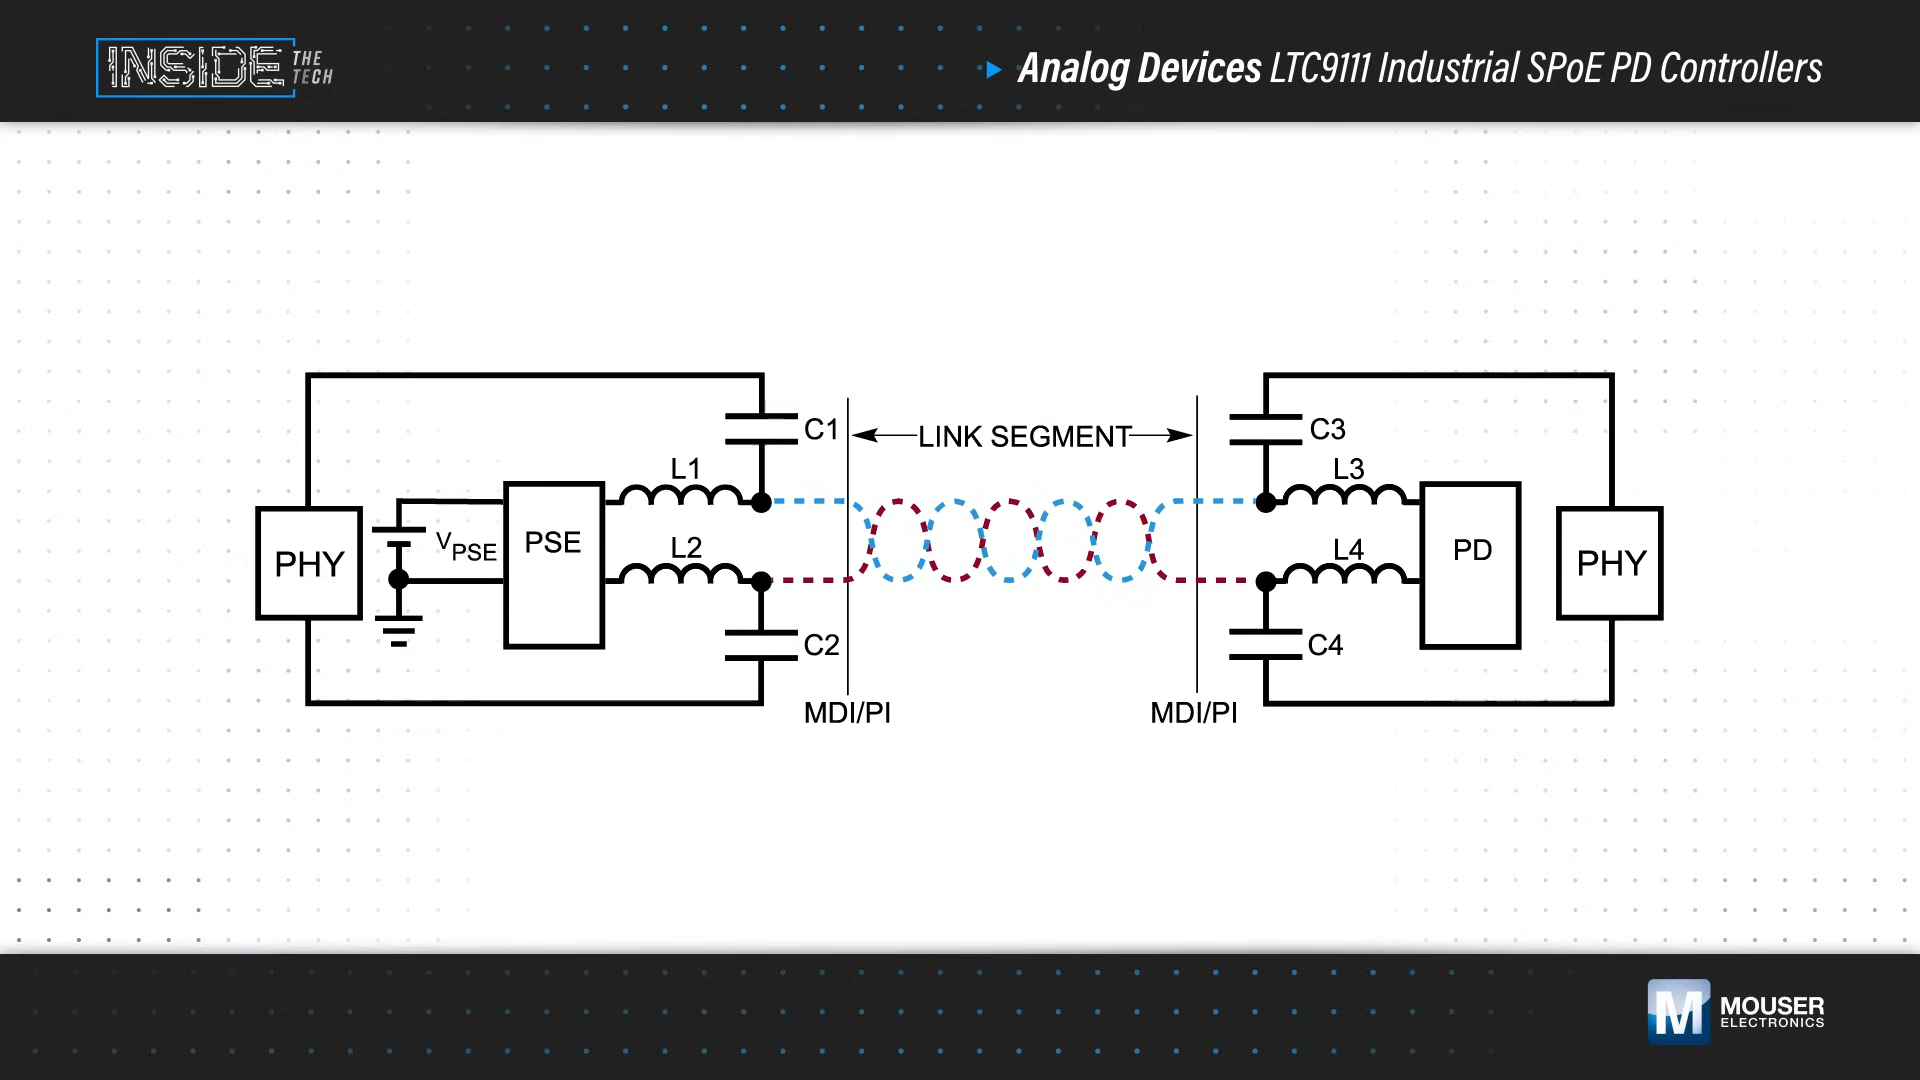 INSIDE THE TECH
Analog Devices LTC9111 Industrial SPoE PD Controllers
C1
LINK SEGMENT
C3
L1
L3
PHY
VPSE
PSE
L2
L4
PD
PHY
C2
C4
MDI/PI
MDI/PI
M MOUSER
ELECTRONICS